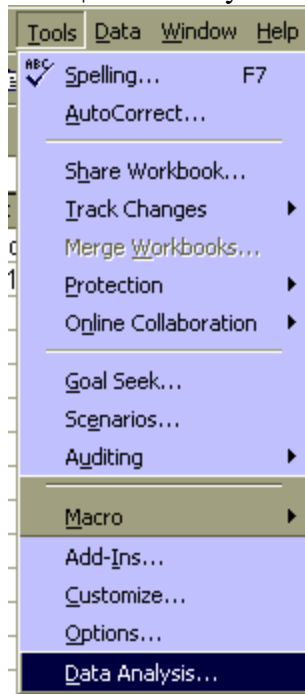 Tools Data Window Help
ABC Spelling... F7
AutoCorrect...
Share Workbook...
Track Changes
Merge Workbooks...
Protection
Online Collaboration
Goal Seek...
Scenarios...
Auditing
Macro
Add-Ins...
Customize...
Options...
Data Analysis...